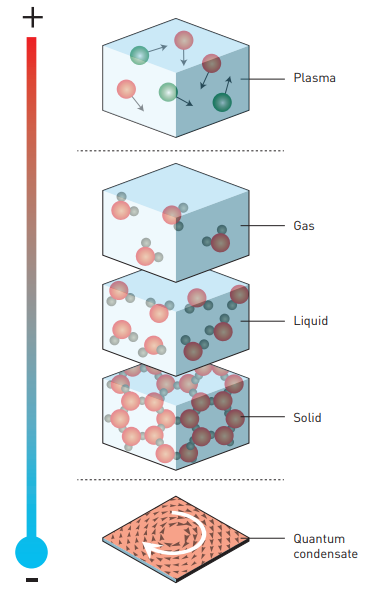 +
Plasma
Gas
Liquid
Solid
Quantum
condensate
−